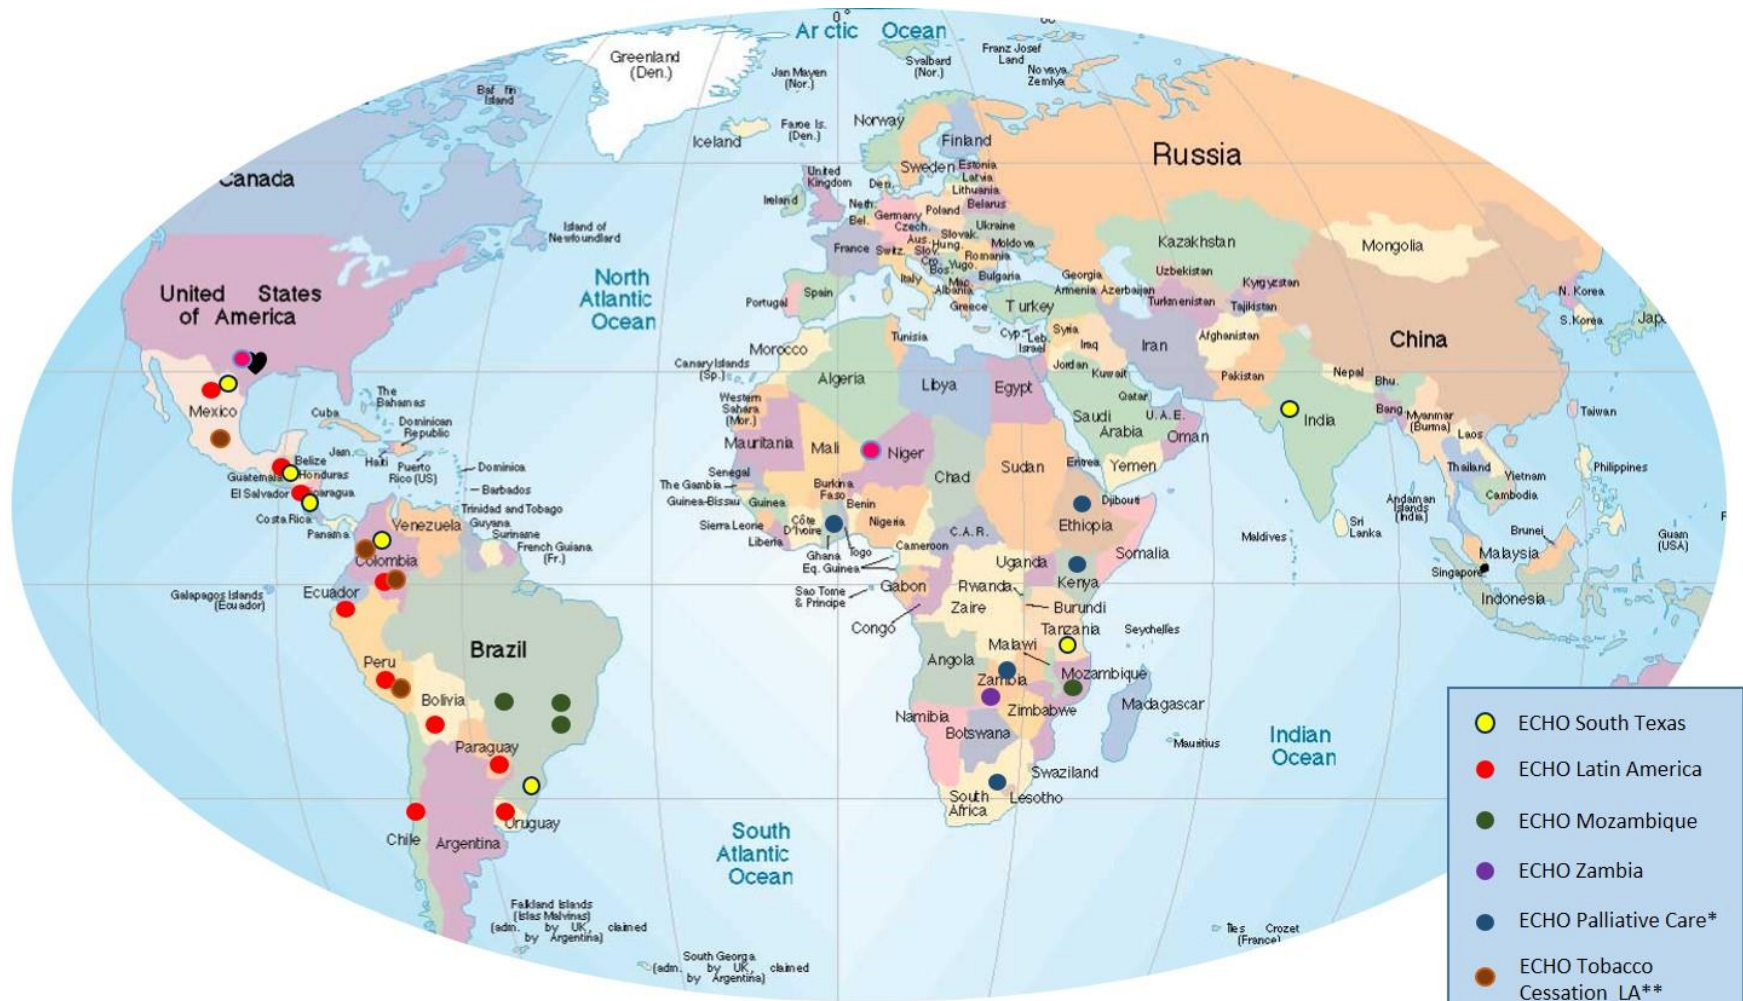 0°
Arctic Ocean
Greenland
(Den.)
Jan Mayen
(Nor.)
Svalbard
(Nor.)
Franz Josef
Land
Novaya
Zemlya
Baffin
Island
Iceland
Faroe Is.
(Den.)
Norway
Finland
Sweden
Russia
Canada
United
Kingdom
Ireland
Den.
Estonia
Latvia
Lithuania
Belarus
Neth.
Bel.
Germany
Poland
Czech.
Ukraine
Slovak.
Aus.
Hung.
Moldova
France
Switz.
Slov.
Romania
Cro.
Bos.
Yugo.
Bulgaria
Mac.
Albania
Italy
Greece
Portugal
Spain
Turkey
Georgia
Armenia
Azerbaijan
Kazakhstan
Uzbekistan
Kyrgyzstan
Turkmenistan
Tajikistan
Mongolia
Island of
Newfoundland
North
Atlantic
Ocean
United States
of America
N. Korea
S. Korea
Jap
China
Morocco
Tunisia
Canary Islands
(Sp.)
Algeria
Libya
Egypt
Cyp.
Leb.
Israel
Syria
Iraq
Iran
Afghanistan
Jordan
Kuwait
Pakistan
Nepal
Bhu.
Qatar
U.A.E.
Saudi
Arabia
Oman
Yemen
India
Bang.
Myanmar
(Burma)
Laos
Taiwan
Thailand
Vietnam
Cambodia
Philippines
Mexico
The
Bahamas
Cuba
Dominican
Republic
Jam.
Haiti
Puerto
Rico (US)
Dominica
Barbados
Belize
Guatemala
Honduras
El Salvador
caragua
Costa Rica
Panama
Trinidad and Tobago
Venezuela
Guyana
Suriname
French Guiana
(Fr.)
Colombia
Ecuador
Galapagos Islands
(Ecuador)
Western
Sahara
(Mor.)
Mauritania
Mali
Niger
Chad
Sudan
Eritrea
Djibouti
Senegal
The Gambia
Guinea-Bissau
Guinea
Sierra Leone
Liberia
Côte
D'Ivoire
Burkina
Faso
Benin
Ghana
Togo
Nigeria
Eq. Guinea
Cameroon
C.A.R.
Ethiopia
Somalia
Uganda
Kenya
Sao Tome
& Principe
Gabon
Congo
Rwanda
Zaire
Burundi
Tanzania
Seychelles
Maldives
Sri
Lanka
Andaman
Islands
(India)
Brunei
Malaysia
Singapore
Indonesia
Guam
(USA)
Brazil
Peru
Bolivia
Paraguay
Chile
Argentina
Uruguay
Angola
Malawi
Zambia
Mozambique
Zimbabwe
Namibia
Botswana
Madagascar
Mauritius
Swaziland
South
Africa
Lesotho
Indian
Ocean
South
Atlantic
Ocean
Falkland Islands
(Islas Malvinas)
(adm. by UK, claimed
by Argentina)
South Georga
(adm. by UK, claimed
by Argentina)
Iles Crozet
(France)
ECHO South Texas
ECHO Latin America
ECHO Mozambique
ECHO Zambia
ECHO Palliative Care*
ECHO Tobacco
Cessation LA**